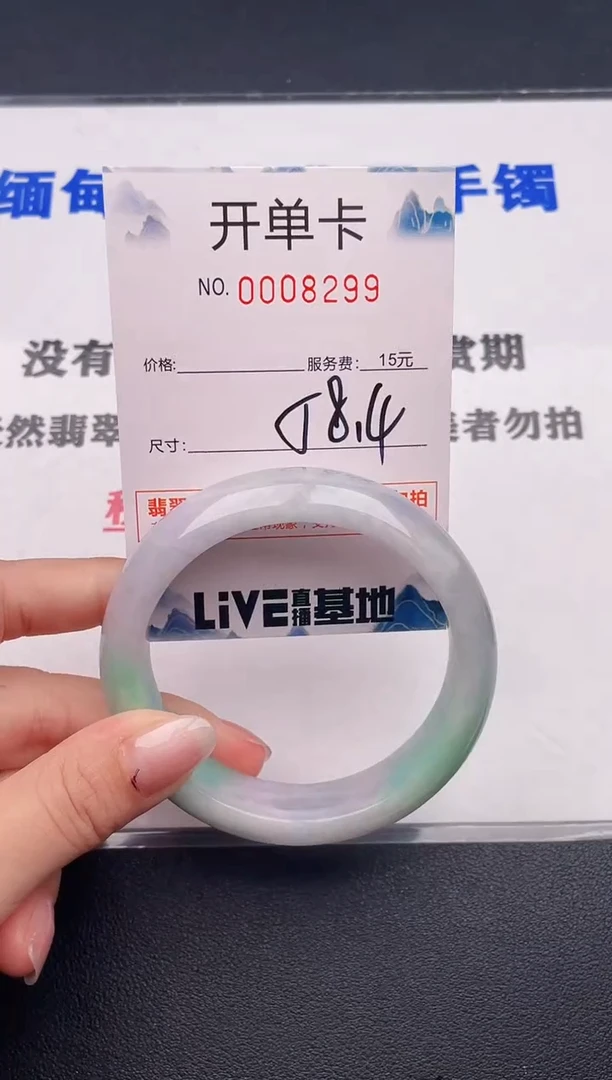 缅甸 手镯
开单卡
NO. 0008299
没有 赏期
价格: 服务费: 15元
然翡翠 者勿拍
尺寸: 58.4
翡翠 拍
LiVE直播基地